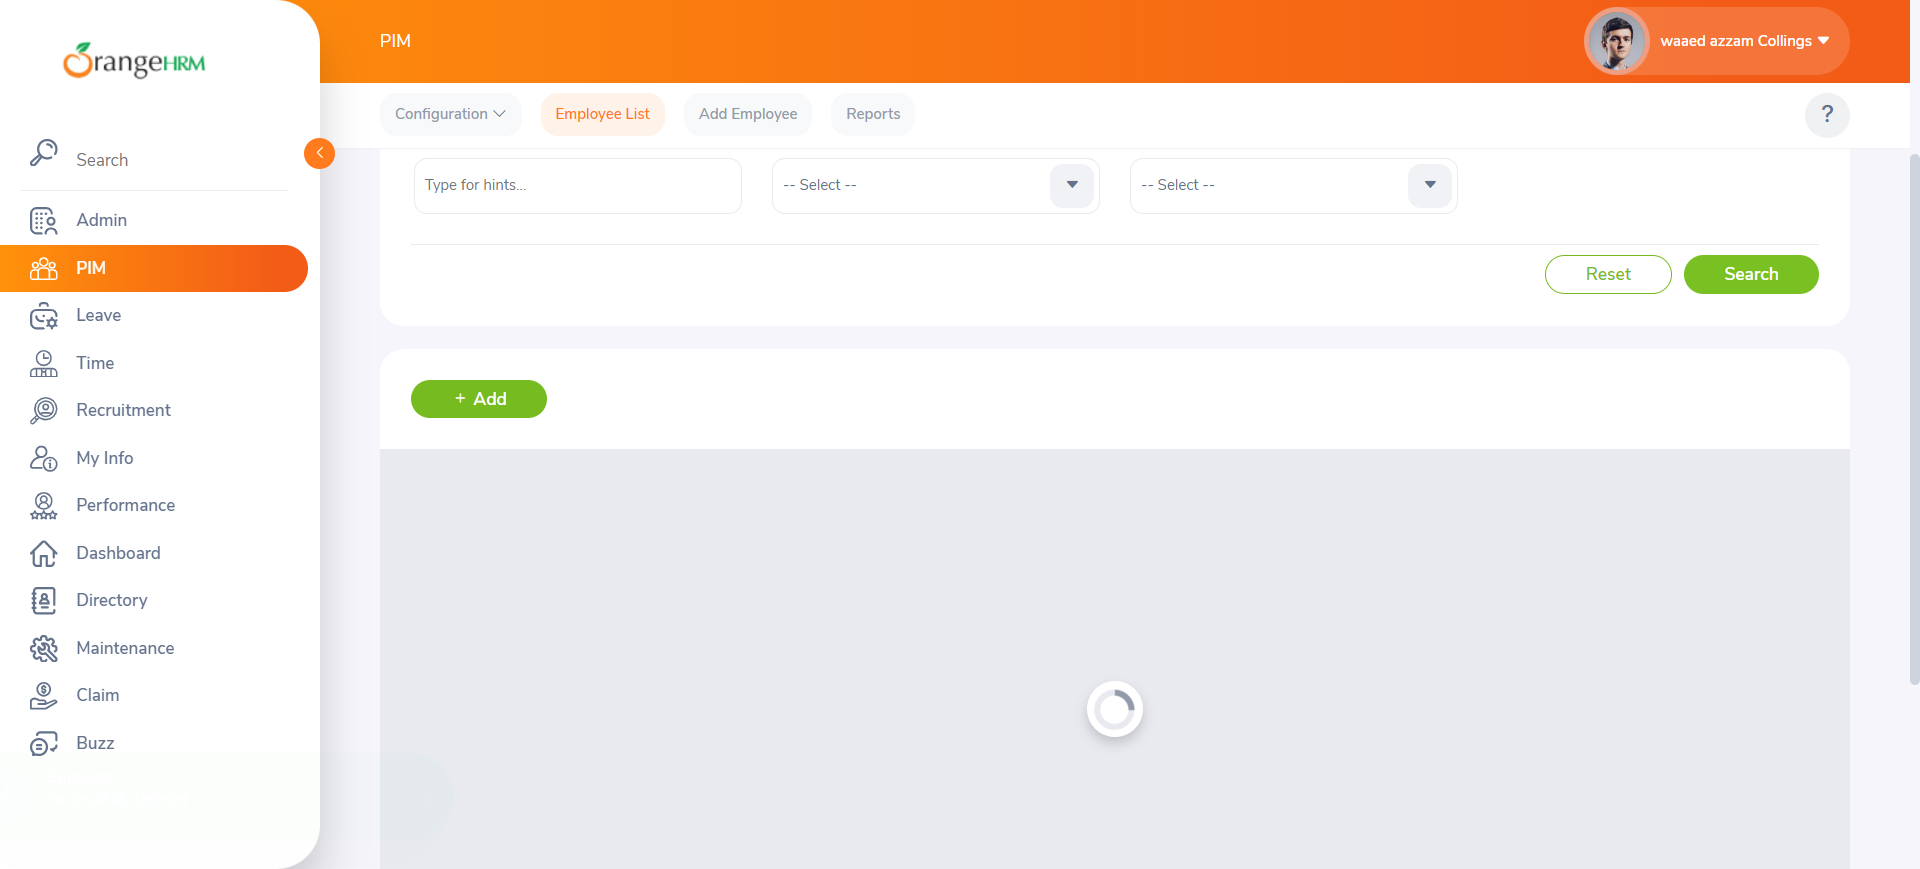 OrangeHRM
PIM
waaed azzam Collings
Search
Configuration
Employee List
Add Employee
Reports
?
Type for hints...
-- Select --
-- Select --
Reset
Search
+ Add
Admin
PIM
Leave
Time
Recruitment
My Info
Performance
Dashboard
Directory
Maintenance
Claim
Buzz